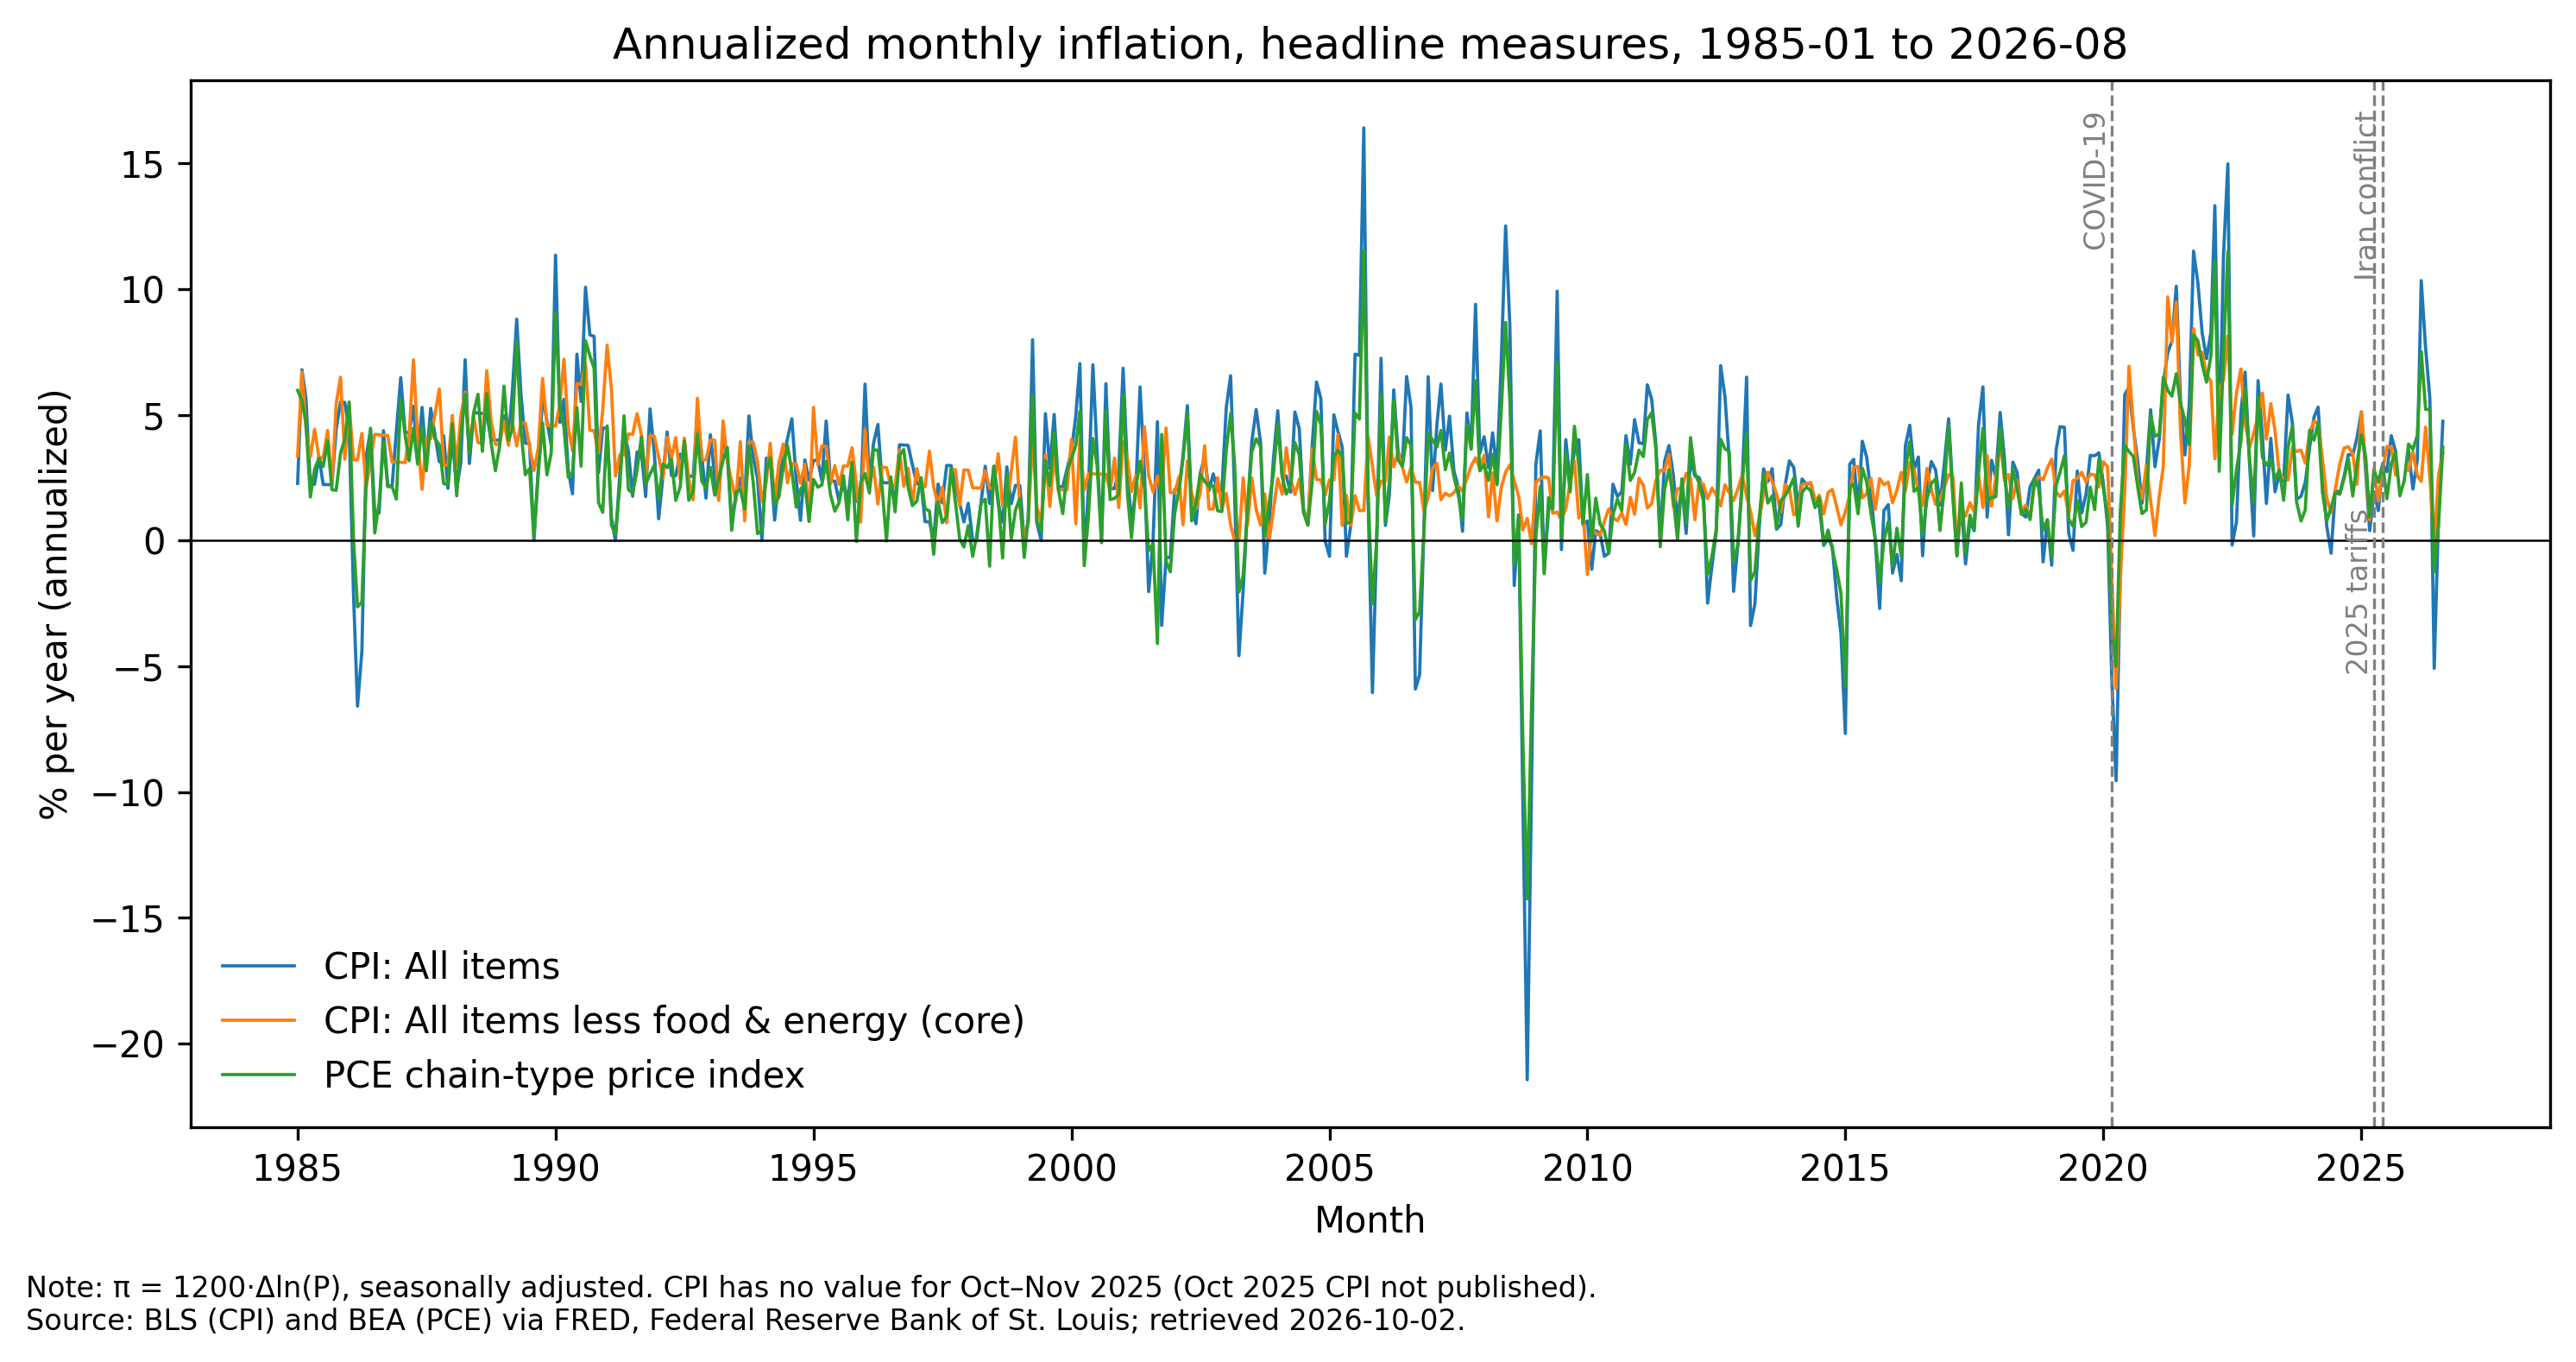 Annualized monthly inflation, headline measures, 1985-01 to 2026-08
% per year (annualized)
15
10
5
0
−5
−10
−15
−20
COVID-19
Iran conflict
2025 tariffs
CPI: All items
CPI: All items less food & energy (core)
PCE chain-type price index
1985 1990 1995 2000 2005 2010 2015 2020 2025
Month
Note: π = 1200·Δln(P), seasonally adjusted. CPI has no value for Oct–Nov 2025 (Oct 2025 CPI not published).
Source: BLS (CPI) and BEA (PCE) via FRED, Federal Reserve Bank of St. Louis; retrieved 2026-10-02.